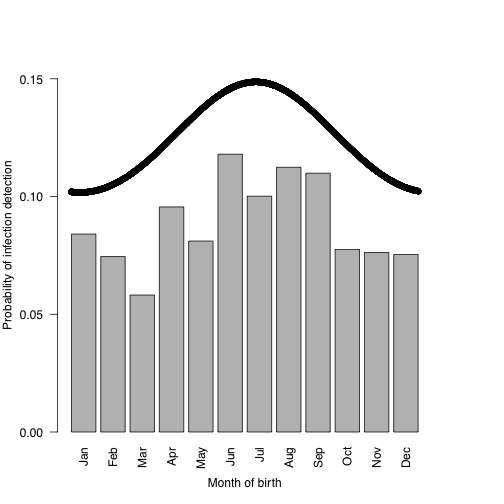 0.15
0.10
0.05
0.00
Probability of infection detection
Jan
Feb
Mar
Apr
May
Jun
Jul
Aug
Sep
Oct
Nov
Dec
Month of birth